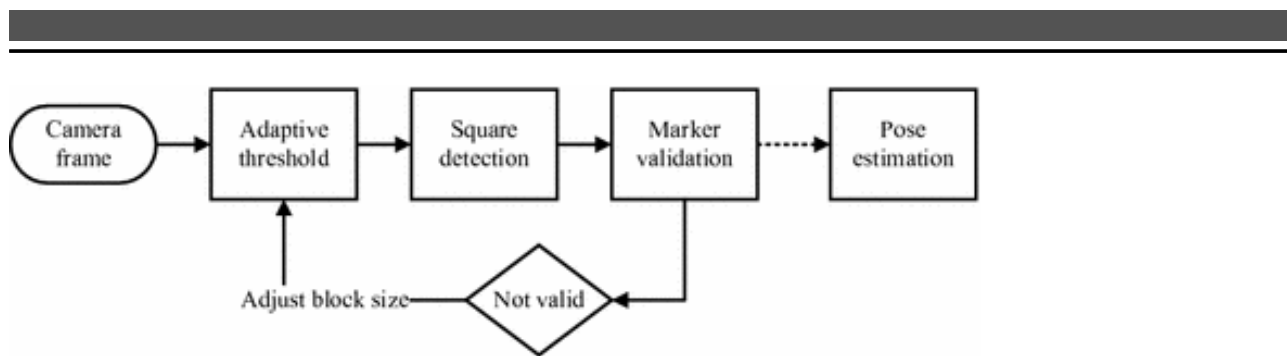 Camera
frame
Adaptive
threshold
Square
detection
Marker
validation
Pose
estimation
Adjust block size
Not valid